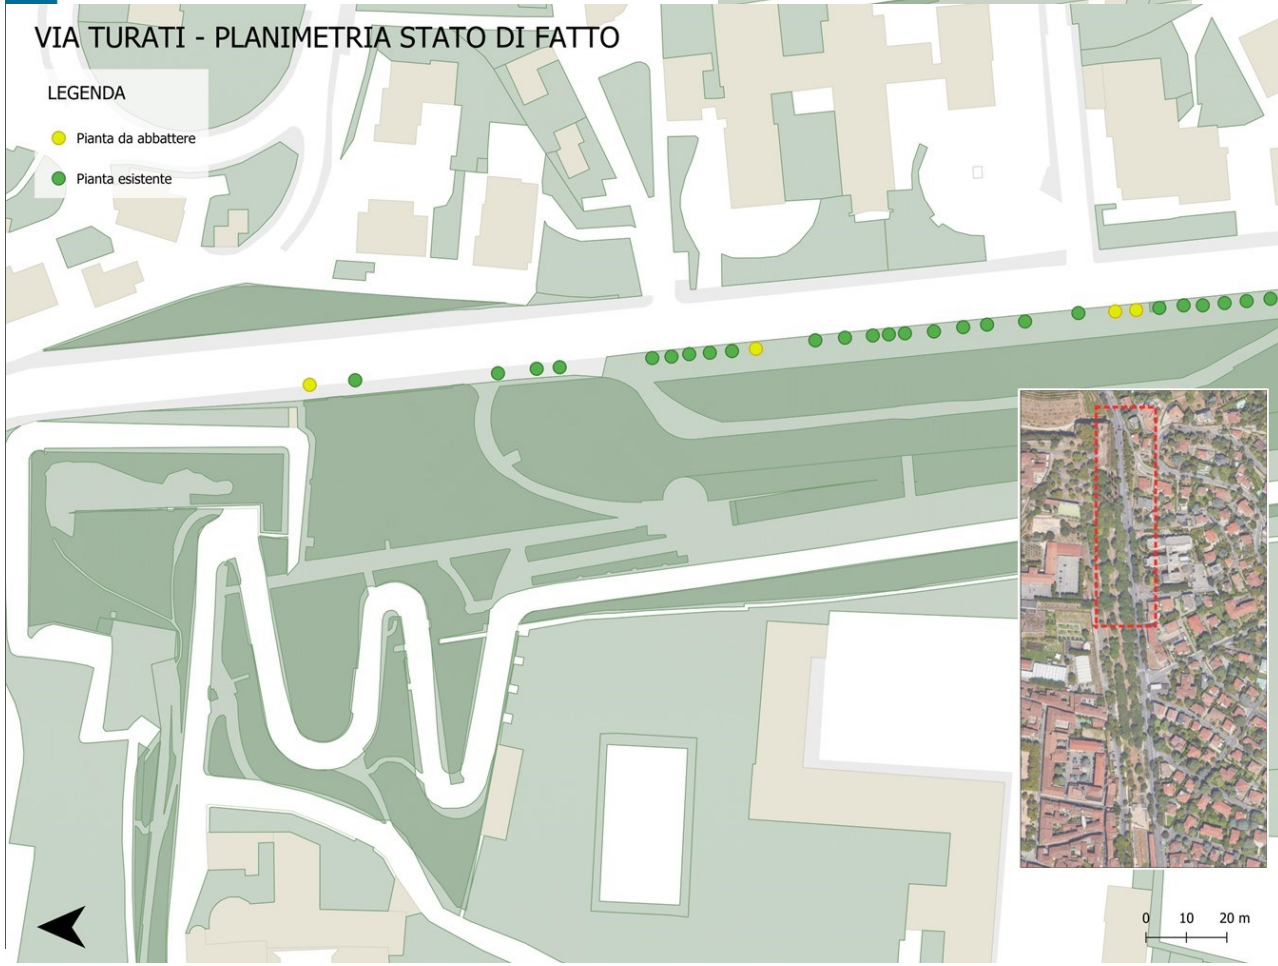 VIA TURATI - PLANIMETRIA STATO DI FATTO
LEGENDA
Pianta da abbattere
Pianta esistente
0 10 20 m